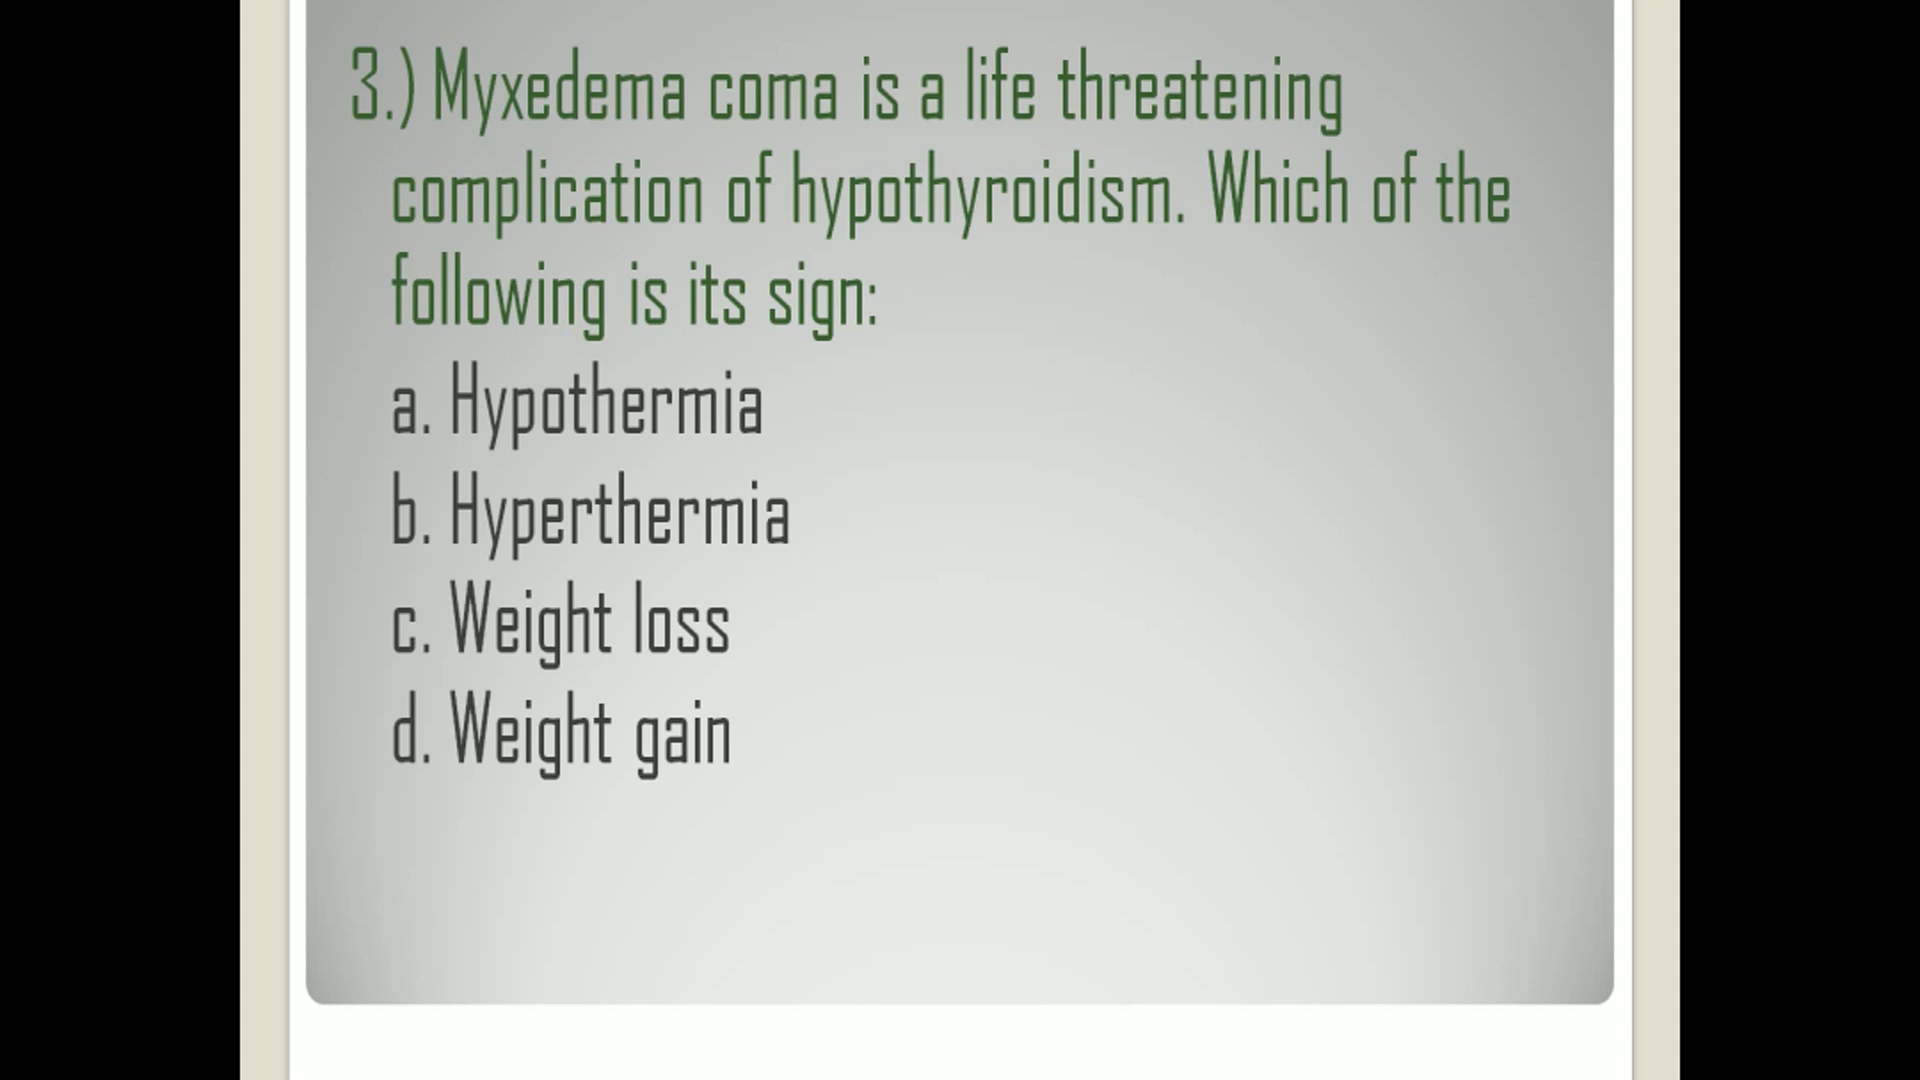 3.) Myxedema coma is a life threatening
complication of hypothyroidism. Which of the
following is its sign:
a. Hypothermia
b. Hyperthermia
c. Weight loss
d. Weight gain